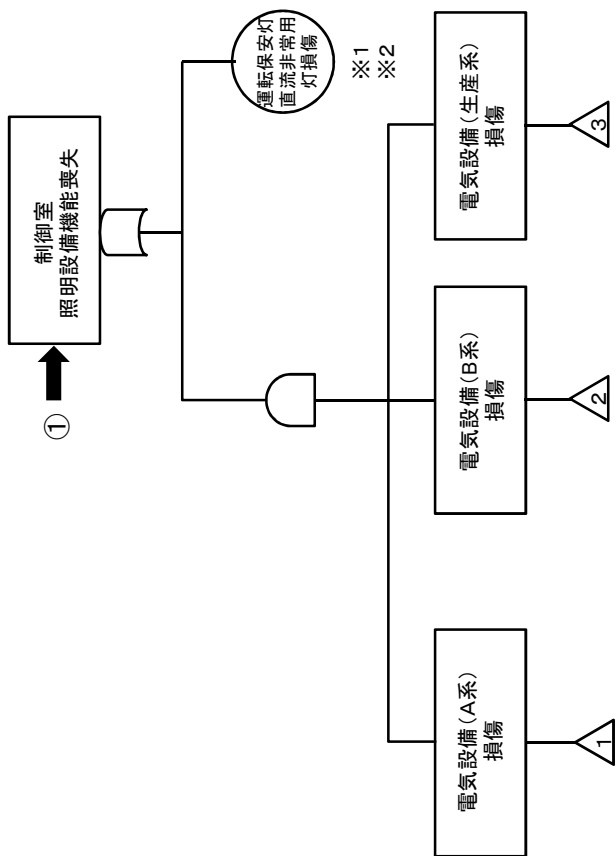 ①
制御室
照明設備機能喪失
運転保安灯
直流非常用
灯損傷
※1
※2
電気設備(A系)
損傷
電気設備(B系)
損傷
電気設備(生産系)
損傷
1
2
3